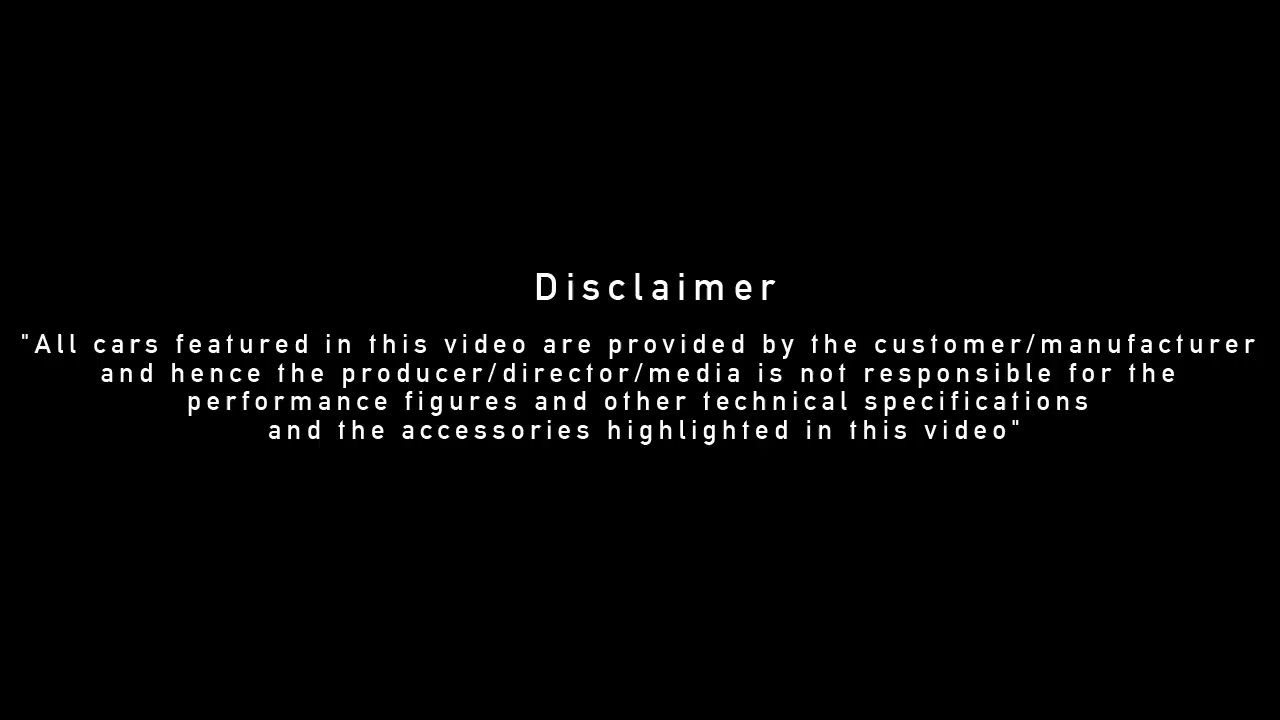 Disclaimer
"All cars featured in this video are provided by the customer/manufacturer
and hence the producer/director/media is not responsible for the
performance figures and other technical specifications
and the accessories highlighted in this video"